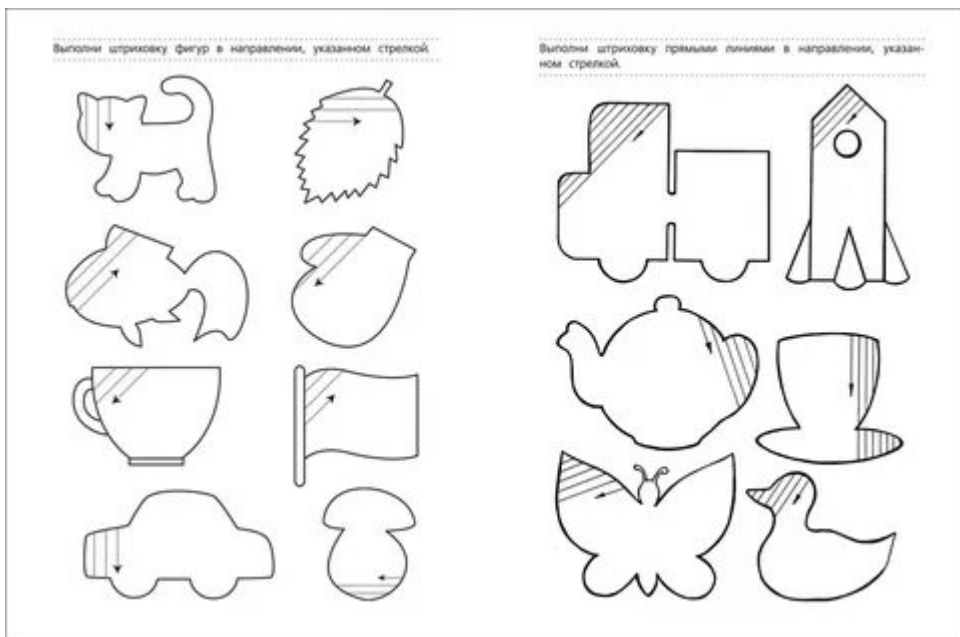 Выполни штриховку фигур в направлении, указанном стрелкой.
Выполни штриховку прямыми линиями в направлении, указан-
ном стрелкой.